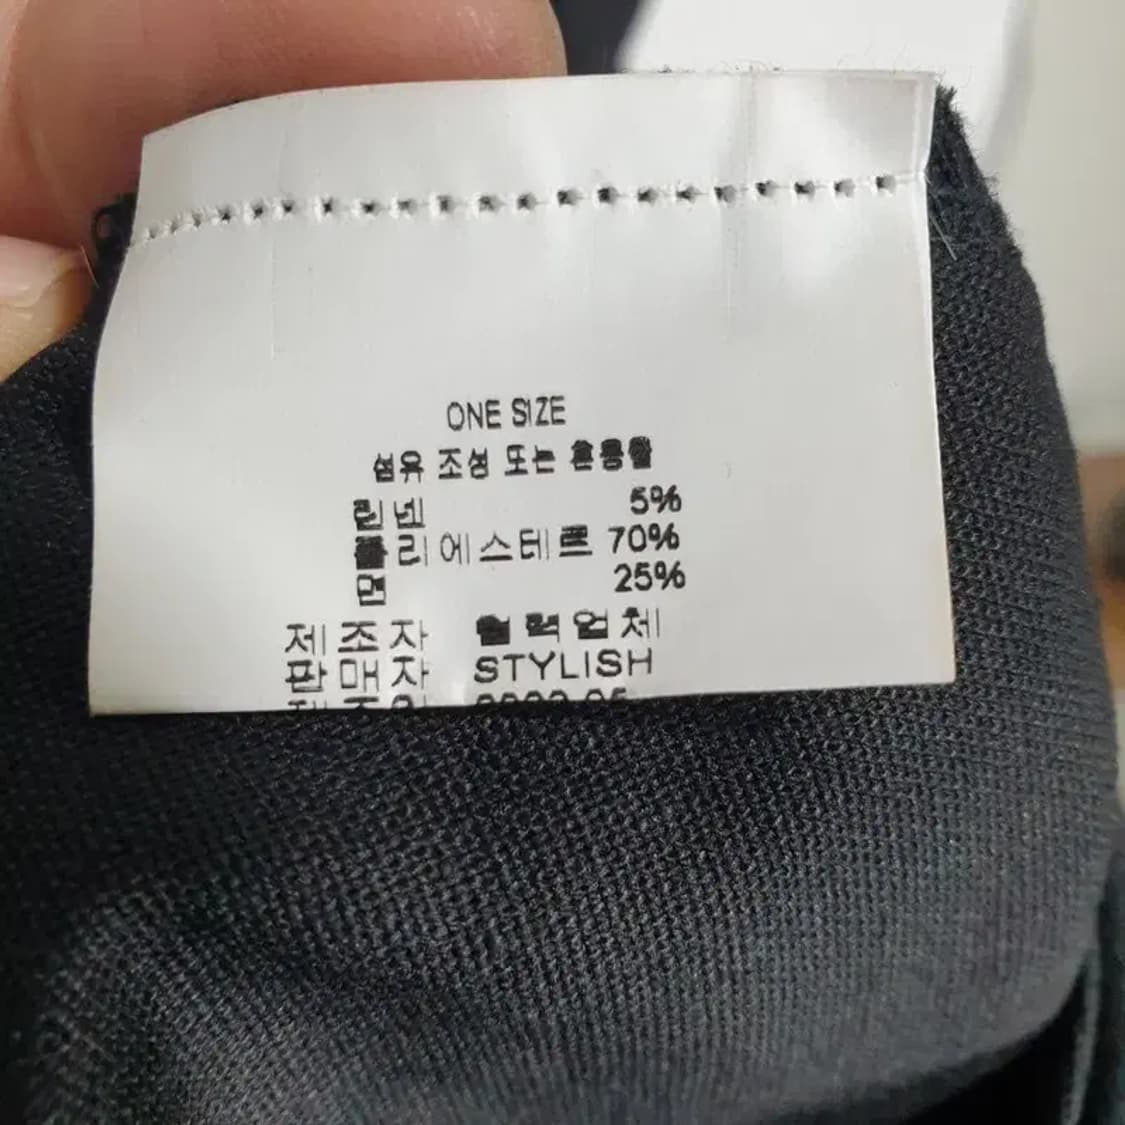 ONE SIZE
섬유 조성 또는 혼용률
린넨 5%
폴리에스테르 70%
면 25%
제조자 협력업체
판매자 STYLISH